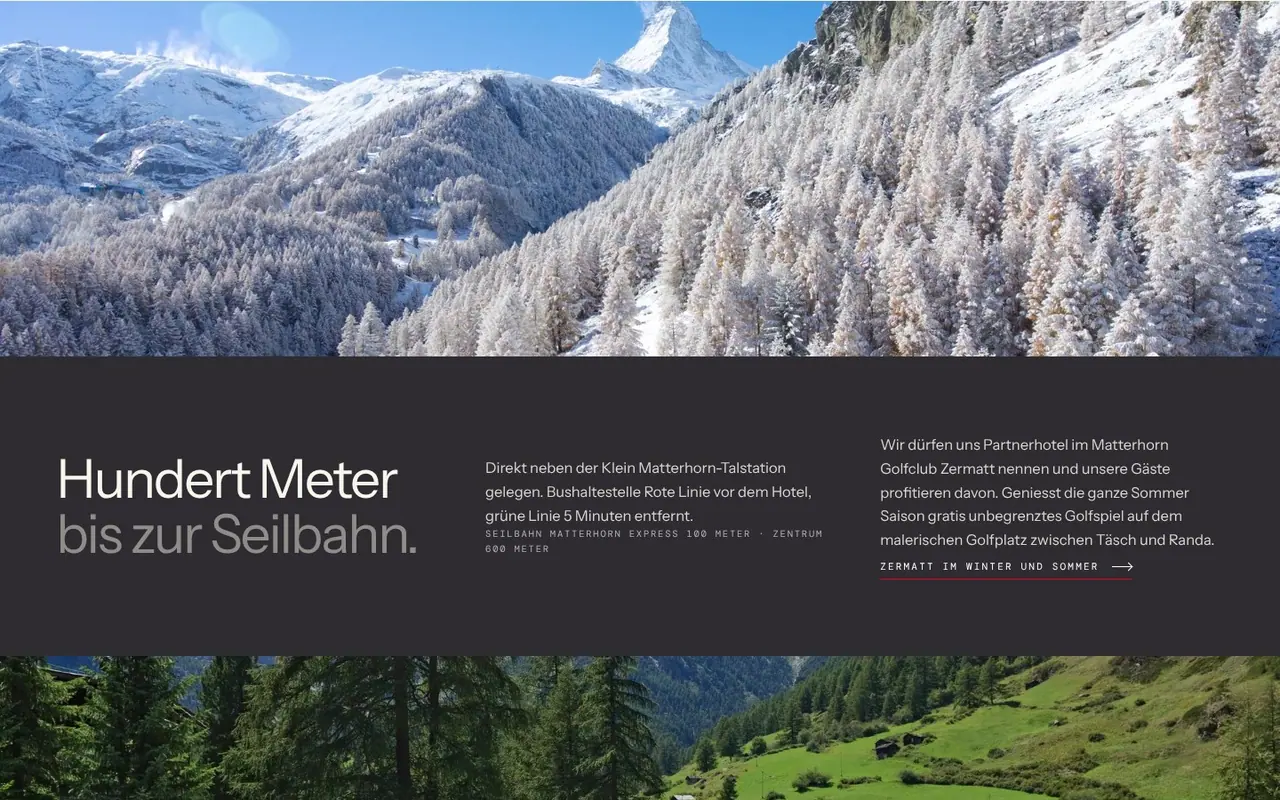 Hundert Meter
bis zur Seilbahn.
Direkt neben der Klein Matterhorn-Talstation
gelegen. Bushaltestelle Rote Linie vor dem Hotel,
grüne Linie 5 Minuten entfernt.
SEILBAHN MATTERHORN EXPRESS 100 METER · ZENTRUM
600 METER
Wir dürfen uns Partnerhotel im Matterhorn
Golfclub Zermatt nennen und unsere Gäste
profitieren davon. Geniesst die ganze Sommer
Saison gratis unbegrenztes Golfspiel auf dem
malerischen Golfplatz zwischen Täsch und Randa.
ZERMATT IM WINTER UND SOMMER →